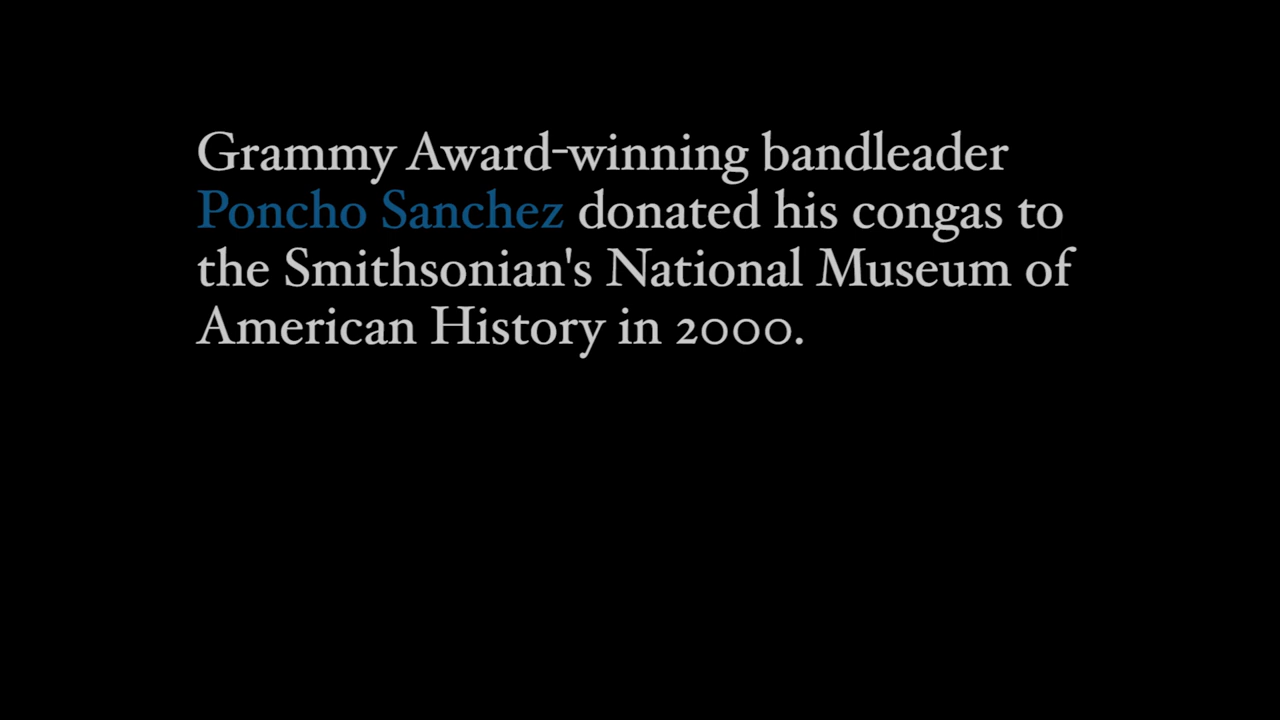 Grammy Award-winning bandleader
Poncho Sanchez donated his congas to
the Smithsonian's National Museum of
American History in 2000.